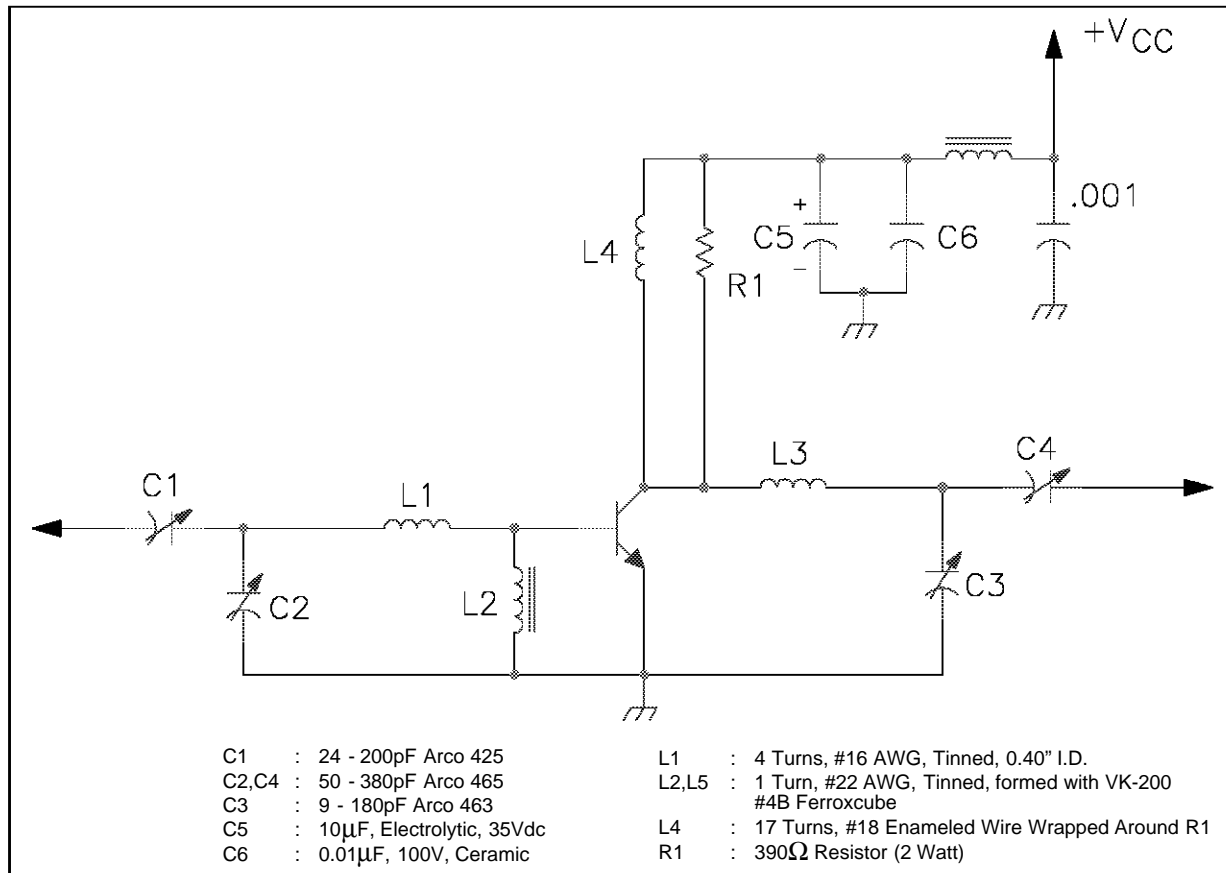 +VCC
.001
L4
R1
+
C5
−
C6
L3
C4
C1
L1
C2
L2
C3
C1 : 24 - 200pF Arco 425
C2,C4 : 50 - 380pF Arco 465
C3 : 9 - 180pF Arco 463
C5 : 10µF, Electrolytic, 35Vdc
C6 : 0.01µF, 100V, Ceramic
L1 : 4 Turns, #16 AWG, Tinned, 0.40” I.D.
L2,L5 : 1 Turn, #22 AWG, Tinned, formed with VK-200
#4B Ferroxcube
L4 : 17 Turns, #18 Enameled Wire Wrapped Around R1
R1 : 390Ω Resistor (2 Watt)